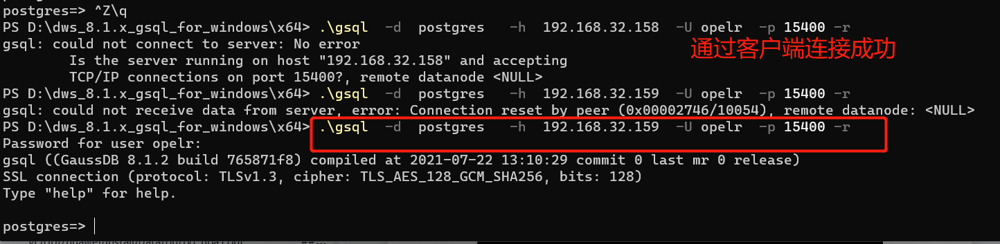 postgres=> ^Z\q
PS D:\dws_8.1.x_gsql_for_windows\x64> .\gsql  -d  postgres   -h  192.168.32.158  -U opelr  -p 15400 -r
gsql: could not connect to server: No error
通过客户端连接成功
        Is the server running on host "192.168.32.158" and accepting
        TCP/IP connections on port 15400?, remote datanode <NULL>
PS D:\dws_8.1.x_gsql_for_windows\x64> .\gsql  -d  postgres   -h  192.168.32.159  -U opelr  -p 15400 -r
gsql: could not receive data from server, error: Connection reset by peer (0x00002746/10054), remote datanode: <NULL>
PS D:\dws_8.1.x_gsql_for_windows\x64> .\gsql  -d  postgres   -h  192.168.32.159  -U opelr  -p 15400 -r
Password for user opelr:
gsql ((GaussDB 8.1.2 build 765871f8) compiled at 2021-07-22 13:10:29 commit 0 last mr 0 release)
SSL connection (protocol: TLSv1.3, cipher: TLS_AES_128_GCM_SHA256, bits: 128)
Type "help" for help.
postgres=>